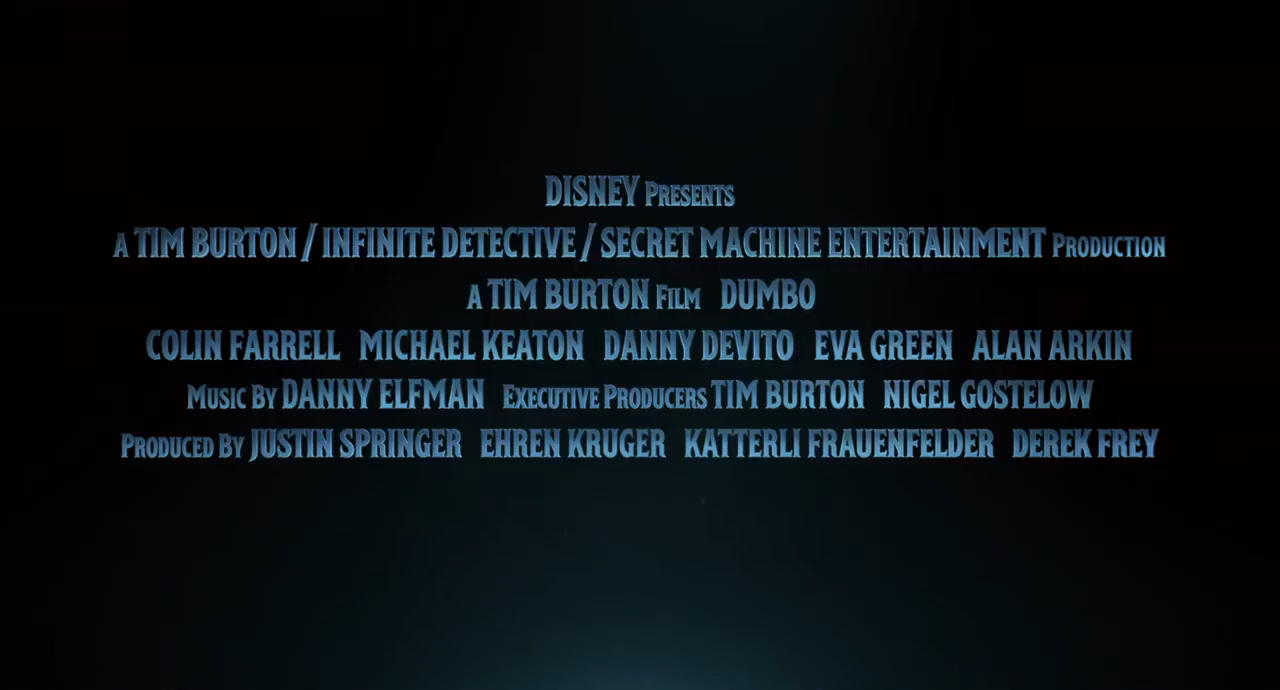 DISNEY PRESENTS
A TIM BURTON / INFINITE DETECTIVE / SECRET MACHINE ENTERTAINMENT PRODUCTION
A TIM BURTON FILM DUMBO
COLIN FARRELL MICHAEL KEATON DANNY DEVITO EVA GREEN ALAN ARKIN
MUSIC BY DANNY ELFMAN EXECUTIVE PRODUCERS TIM BURTON NIGEL GOSTELOW
PRODUCED BY JUSTIN SPRINGER EHREN KRUGER KATTERLI FRAUENFELDER DEREK FREY